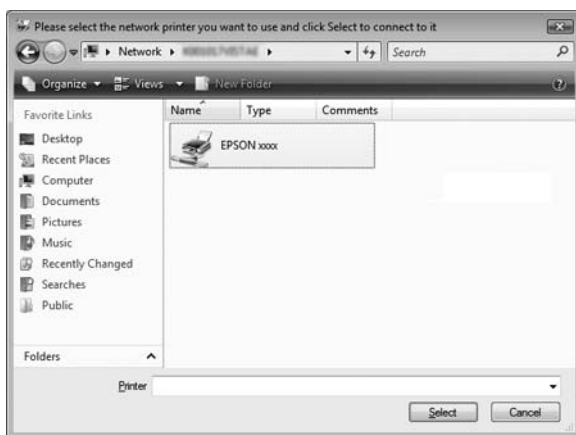 Please select the network printer you want to use and click Select to connect to it
Network
Search
Organize Views New Folder
Favorite Links
Name Type Comments
Desktop
EPSON xxxx
Recent Places
Computer
Documents
Pictures
Music
Recently Changed
Searches
Public
Folders
Printer
Select Cancel